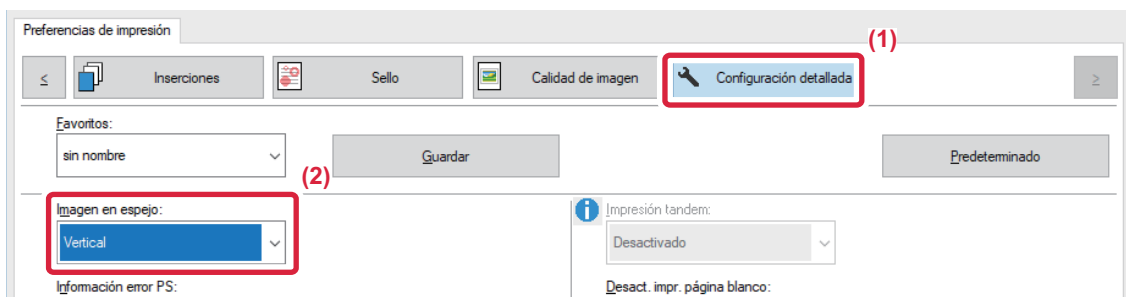 Preferencias de impresión
(1)
≤ Inserciones Sello Calidad de imagen Configuración detallada ≥
Favoritos:
sin nombre Guardar Predeterminado
(2)
Imagen en espejo: Impresión tandem:
Vertical Desactivado
Información error PS: Desact. impr. página blanco: